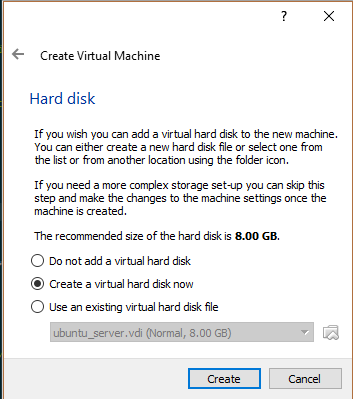 ?
Create Virtual Machine
Hard disk
If you wish you can add a virtual hard disk to the new machine.
You can either create a new hard disk file or select one from
the list or from another location using the folder icon.
If you need a more complex storage set-up you can skip this
step and make the changes to the machine settings once the
machine is created.
The recommended size of the hard disk is 8.00 GB.
Do not add a virtual hard disk
Create a virtual hard disk now
Use an existing virtual hard disk file
ubuntu_server.vdi (Normal, 8.00 GB)
Create Cancel